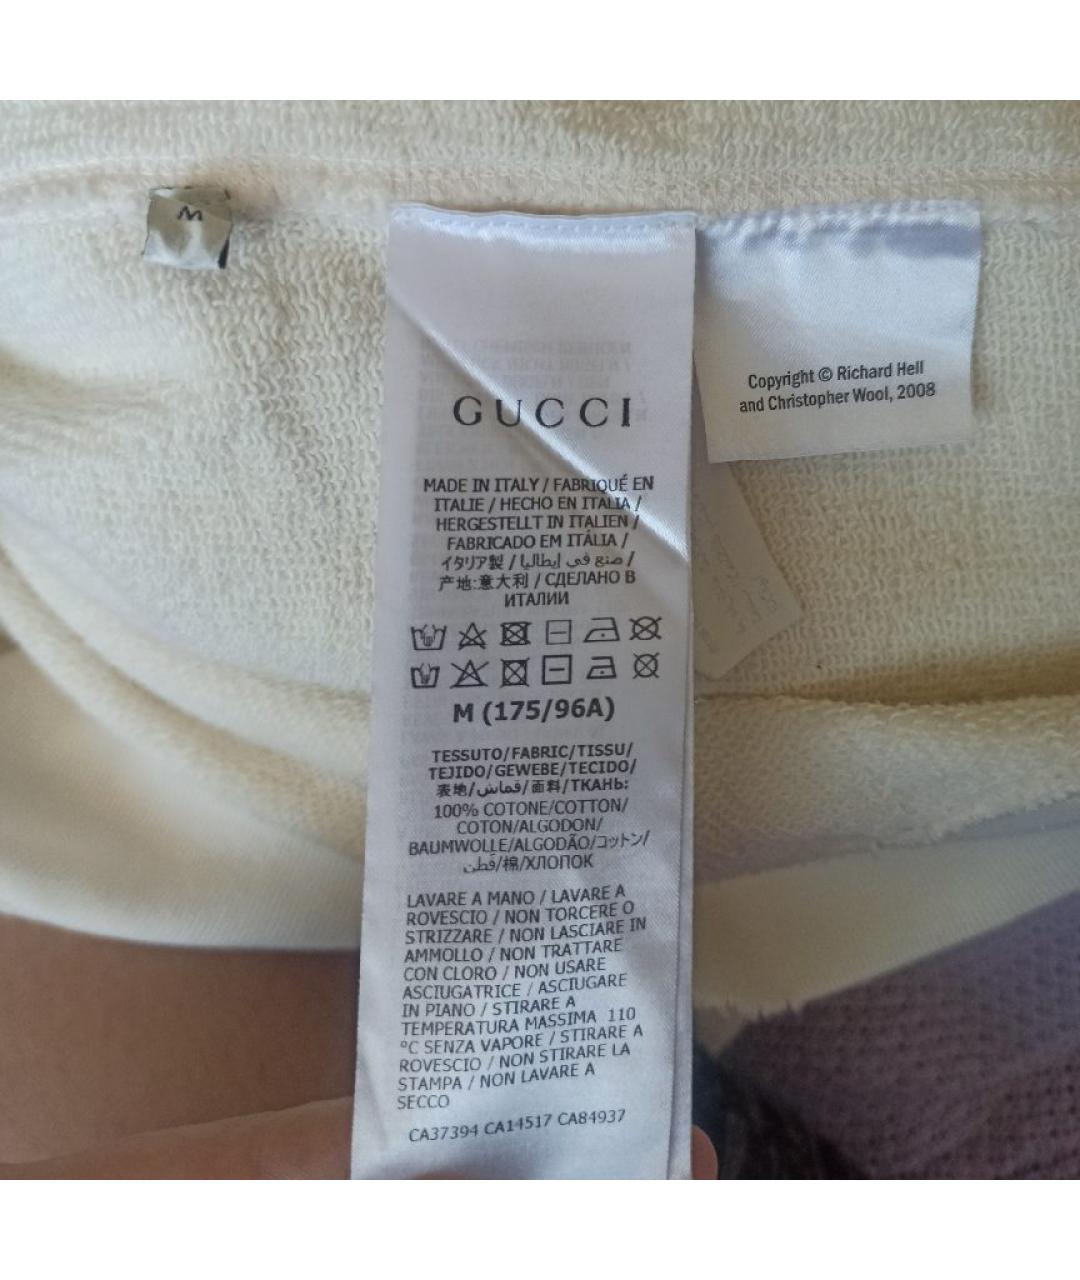 M
GUCCI
MADE IN ITALY / FABRIQUÉ EN
ITALIE / HECHO EN ITALIA /
HERGESTELLT IN ITALIEN /
FABRICADO EM ITÁLIA /
イタリア製 / صنع في إيطاليا /
产地:意大利 / СДЕЛАНО В
ИТАЛИИ
M (175/96A)
TESSUTO/FABRIC/TISSU/
TEJIDO/GEWEBE/TECIDO/
表地/قماش/面料/ТКАНЬ:
100% COTONE/COTTON/
COTON/ALGODON/
BAUMWOLLE/ALGODÃO/コットン/
قطن/棉/ХЛОПОК
LAVARE A MANO / LAVARE A
ROVESCIO / NON TORCERE O
STRIZZARE / NON LASCIARE IN
AMMOLLO / NON TRATTARE
CON CLORO / NON USARE
ASCIUGATRICE / ASCIUGARE
IN PIANO / STIRARE A
TEMPERATURA MASSIMA 110
°C SENZA VAPORE / STIRARE A
ROVESCIO / NON STIRARE LA
STAMPA / NON LAVARE A
SECCO
CA37394 CA14517 CA84937
Copyright © Richard Hell
and Christopher Wool, 2008